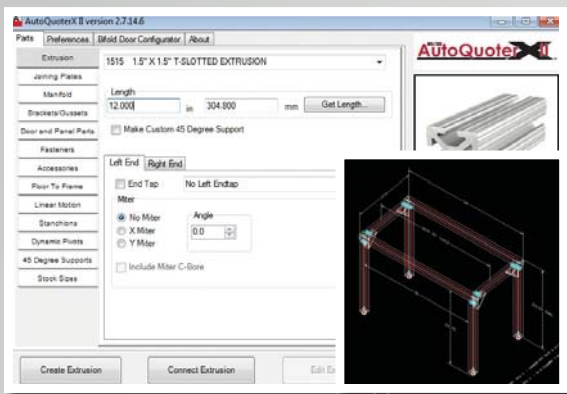 AutoQuoterX II version 2.7.14.6
Parts
Preferences
Bifold Door Configurator
About
Extrusion
Joining Plates
Manifold
Brackets/Gussets
Door and Panel Parts
Fasteners
Accessories
Floor To Frame
Linear Motion
Stanchions
Dynamic Pivots
45 Degree Supports
Stock Sizes
1515 1.5" X 1.5" T-SLOTTED EXTRUSION
Length
12.000 in 304.800 mm Get Length...
Make Custom 45 Degree Support
Left End
Right End
End Tap
No Left Endtap
Miter
No Miter
X Miter
Y Miter
Angle
0.0
Include Miter C-Bore
Create Extrusion
Connect Extrusion
AutoQuoter X II